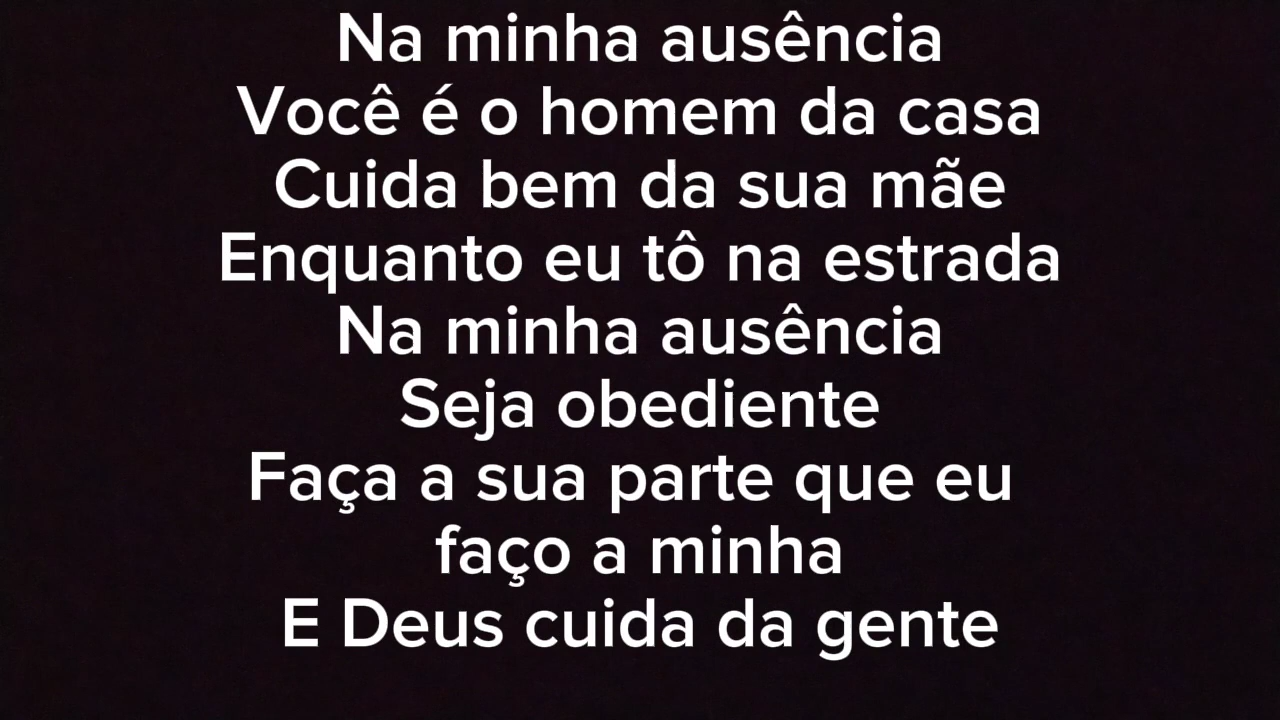 Na minha ausência
Você é o homem da casa
Cuida bem da sua mãe
Enquanto eu tô na estrada
Na minha ausência
Seja obediente
Faça a sua parte que eu
faço a minha
E Deus cuida da gente